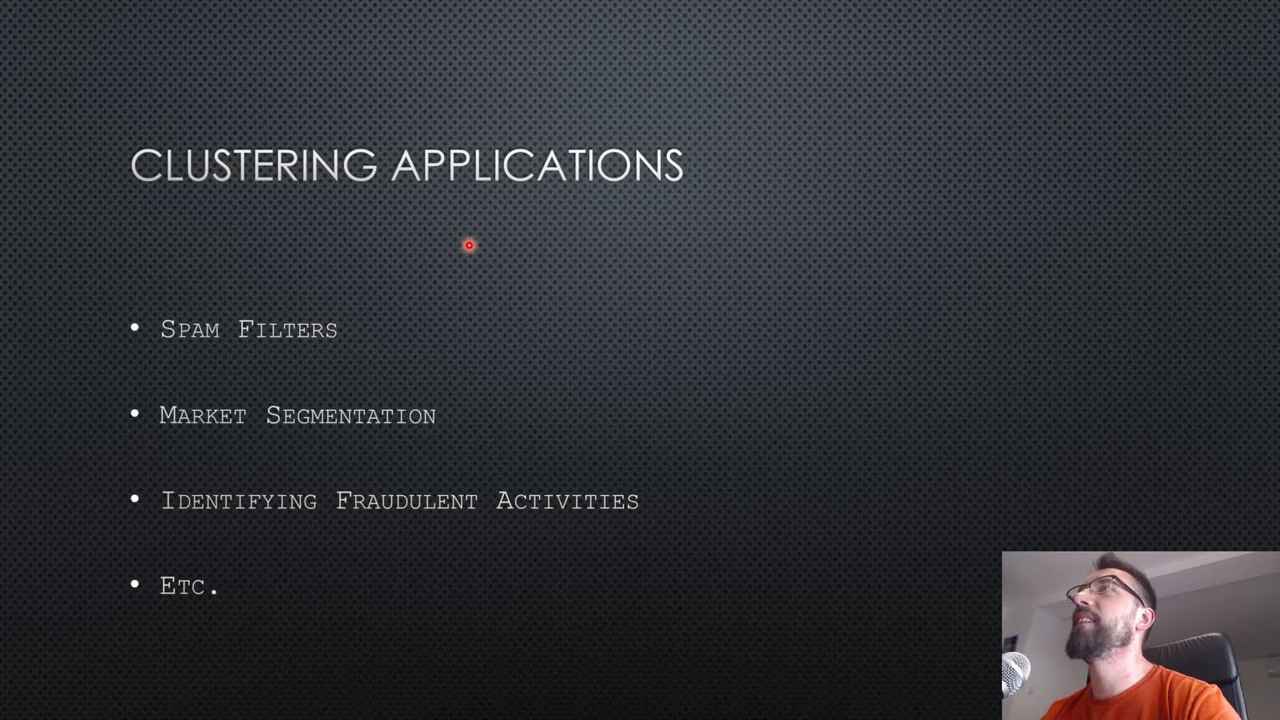 CLUSTERING APPLICATIONS
• SPAM FILTERS
• MARKET SEGMENTATION
• IDENTIFYING FRAUDULENT ACTIVITIES
• ETC.